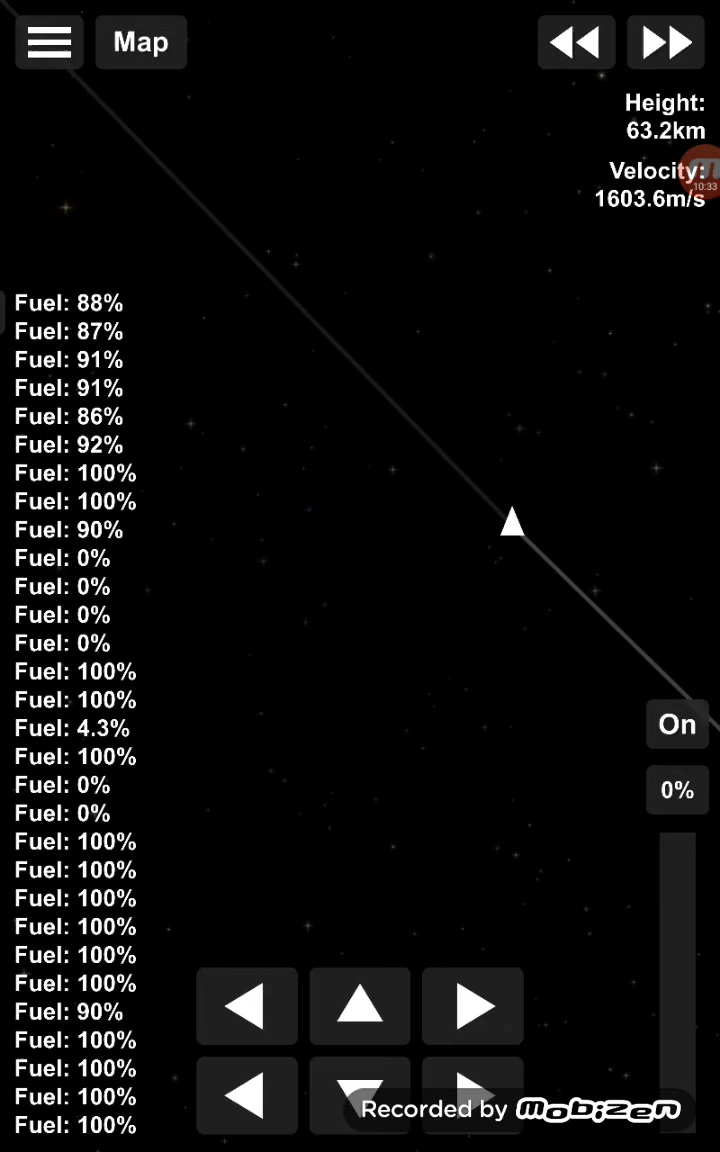 Map
Height:
63.2km
Velocity:
10:33
1603.6m/s
Fuel: 88%
Fuel: 87%
Fuel: 91%
Fuel: 91%
Fuel: 86%
Fuel: 92%
Fuel: 100%
Fuel: 100%
Fuel: 90%
Fuel: 0%
Fuel: 0%
Fuel: 0%
Fuel: 0%
Fuel: 100%
Fuel: 100%
Fuel: 4.3%
Fuel: 100%
Fuel: 0%
Fuel: 0%
Fuel: 100%
Fuel: 100%
Fuel: 100%
Fuel: 100%
Fuel: 100%
Fuel: 100%
Fuel: 90%
Fuel: 100%
Fuel: 100%
Fuel: 100%
Fuel: 100%
On
0%
Recorded by mobizen